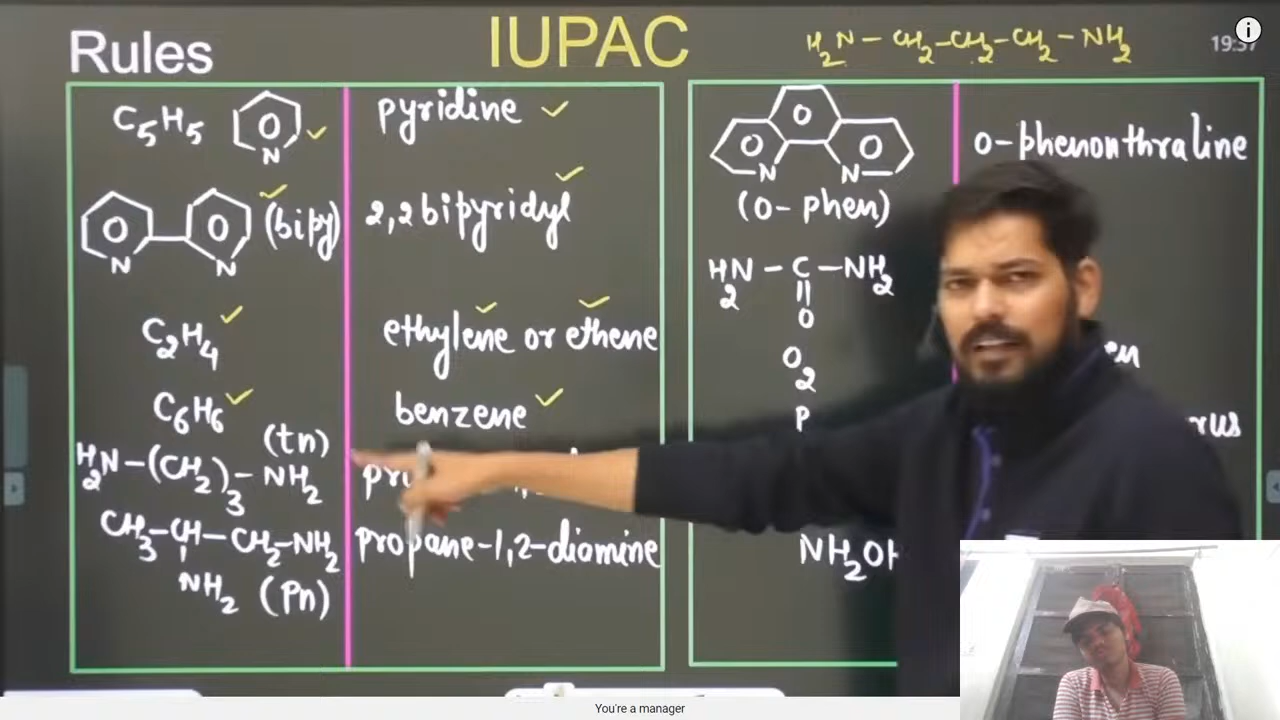 Rules
IUPAC
H₂N – CH₂–CH₂–CH₂ – NH₂
19:37
C₅H₅ N pyridine
N N (bipy) 2,2 bipyridyl
C₂H₄ ethylene or ethene
C₆H₆ benzene
(tn)
H₂N–(CH₂)₃–NH₂
CH₃–CH–CH₂–NH₂ propane-1,2-diamine
NH₂ (Pn)
N N o-phenonthraline
(o-phen)
H₂N – C –NH₂
O
O₂
P
NH₂OH
You're a manager